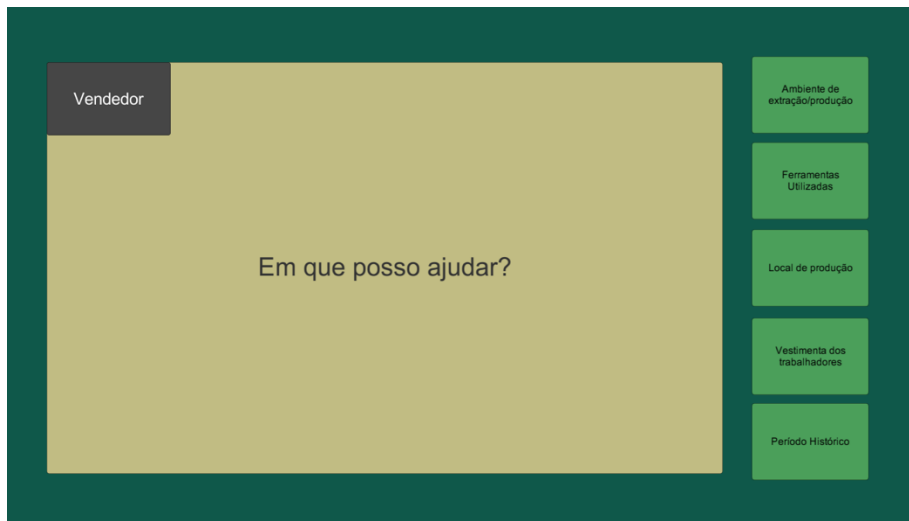 Vendedor
Em que posso ajudar?
Ambiente de
extração/produção
Ferramentas
Utilizadas
Local de produção
Vestimenta dos
trabalhadores
Período Histórico